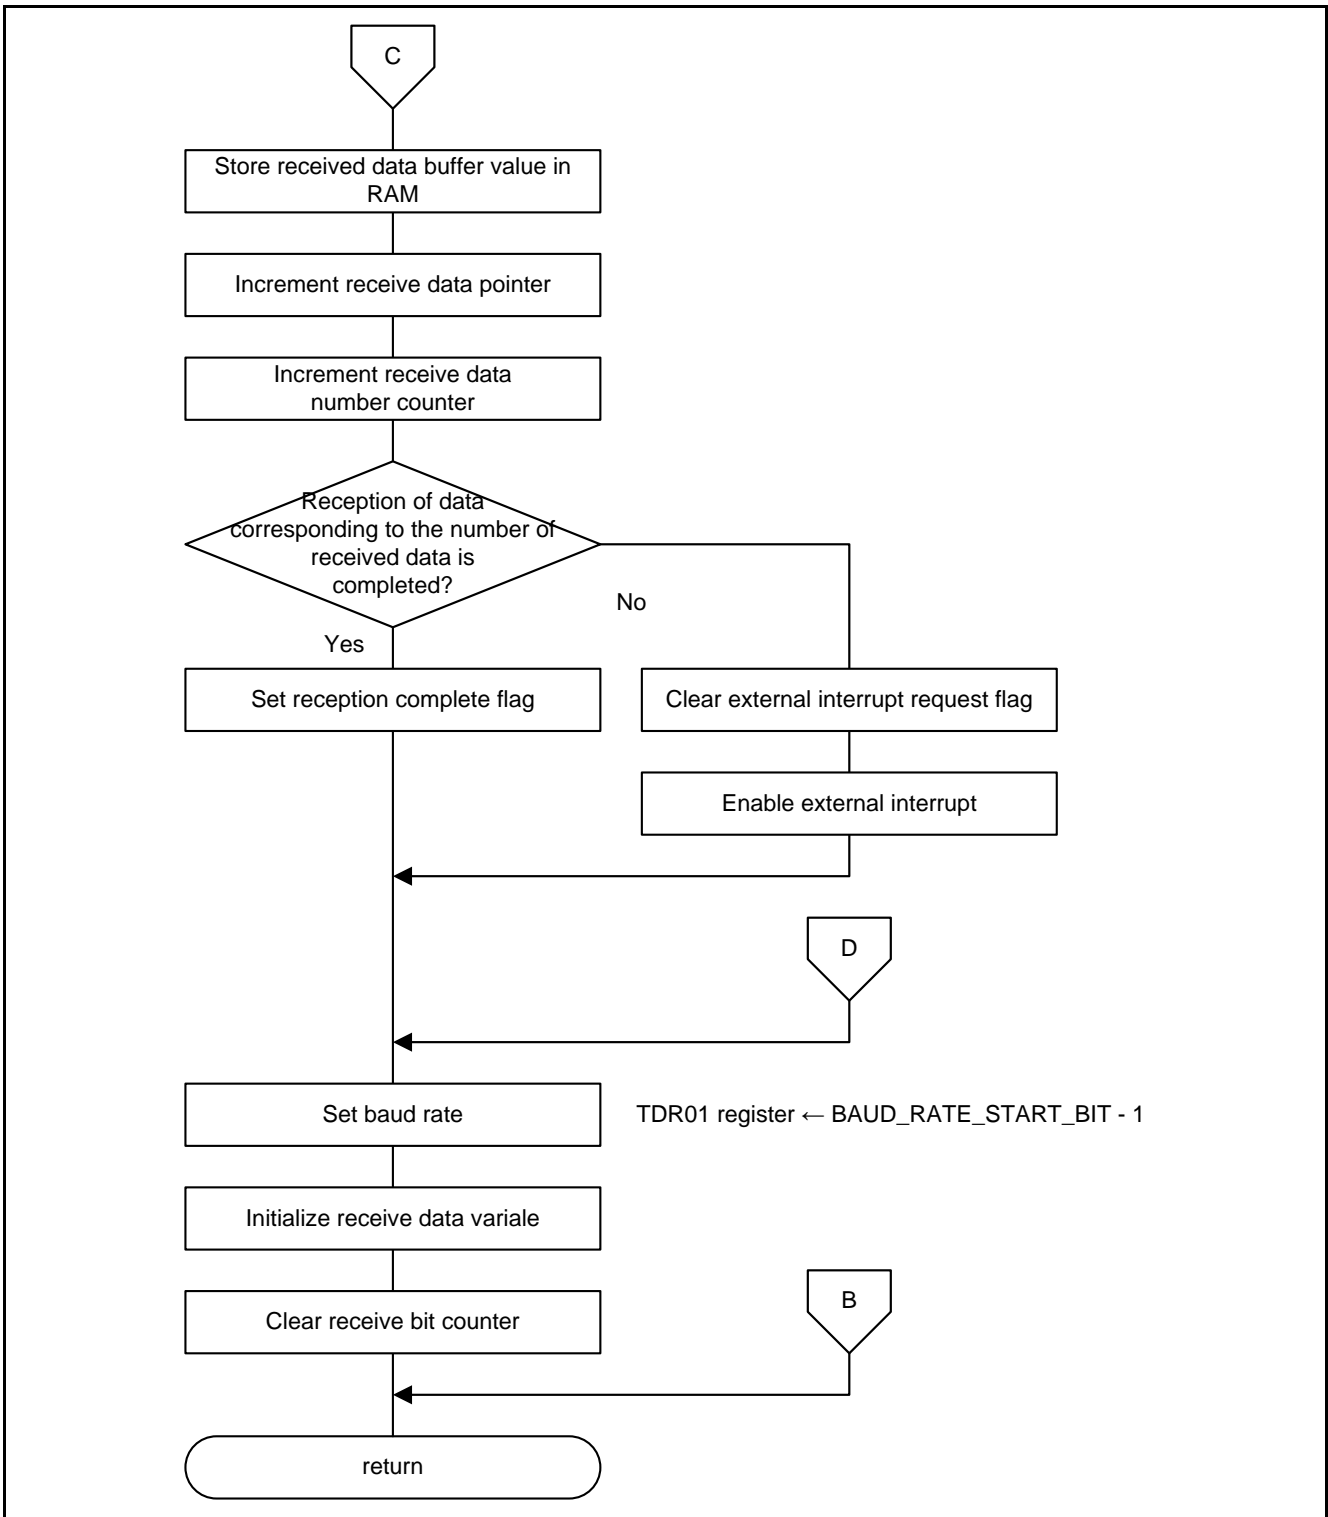 C
Store received data buffer value in
RAM
Increment receive data pointer
Increment receive data
number counter
Reception of data
corresponding to the number of
received data is
completed?
No
Yes
Set reception complete flag
Clear external interrupt request flag
Enable external interrupt
D
Set baud rate
TDR01 register ← BAUD_RATE_START_BIT - 1
Initialize receive data variale
Clear receive bit counter
B
return